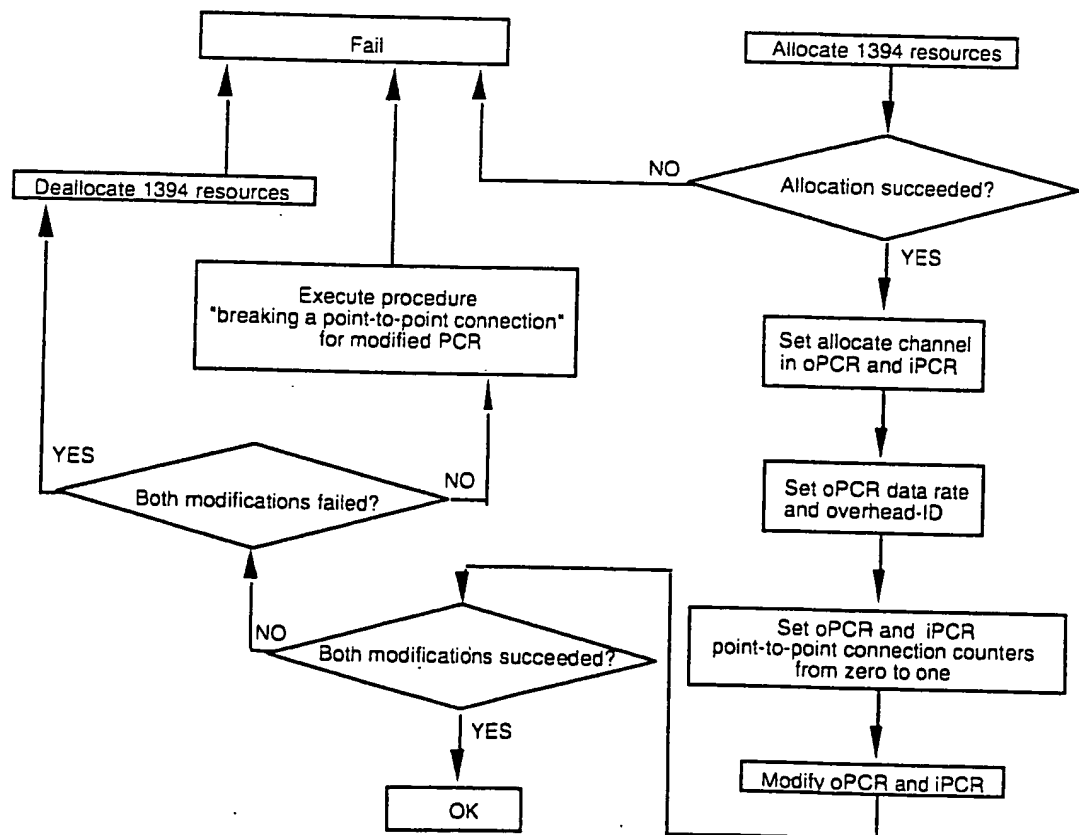 Fail
Allocate 1394 resources
NO
Allocation succeeded?
Deallocate 1394 resources
YES
Execute procedure
"breaking a point-to-point connection"
for modified PCR
Set allocate channel
in oPCR and iPCR
YES
NO
Both modifications failed?
Set oPCR data rate
and overhead-ID
NO
Both modifications succeeded?
Set oPCR and iPCR
point-to-point connection counters
from zero to one
YES
Modify oPCR and iPCR
OK